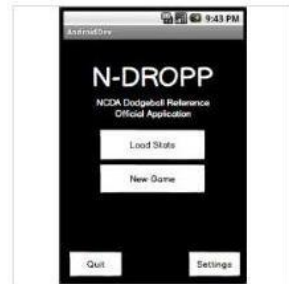 9:43 PM
AndroidDev
N-DROPP
NCDA Dodgeball Reference
Official Application
Load Stats
New Game
Quit
Settings